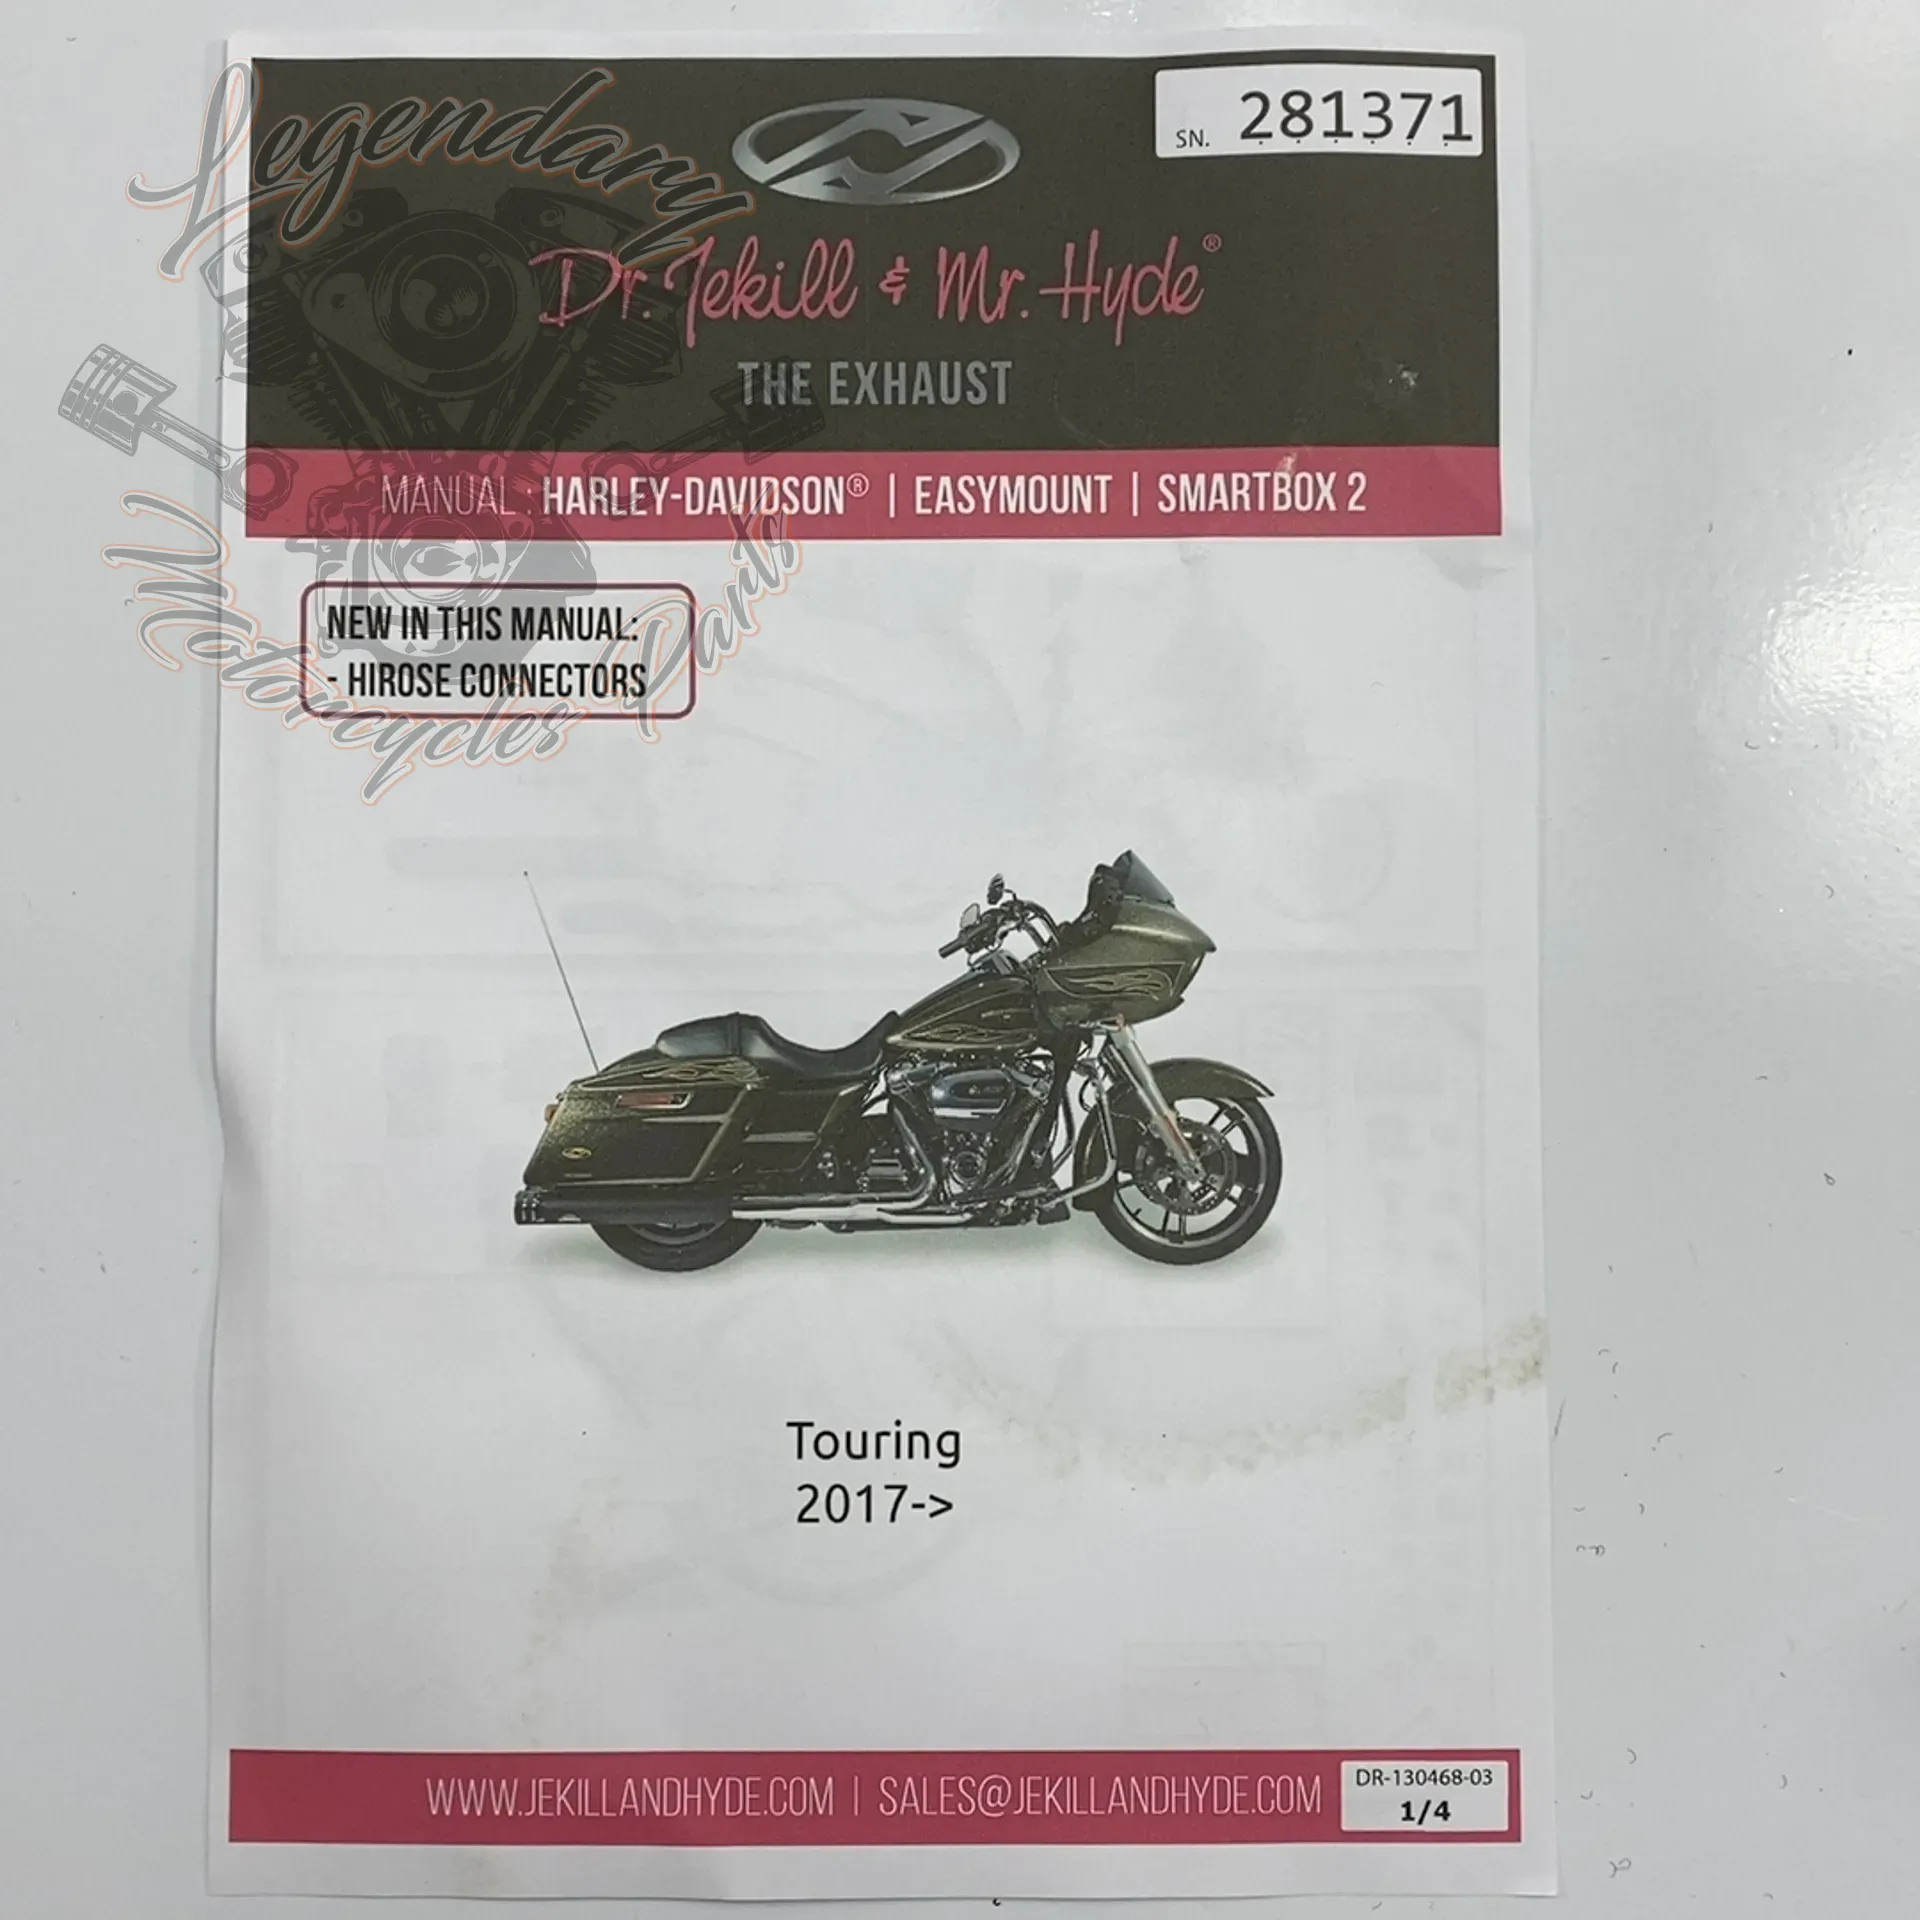 Legendary
SN. 281371
Dr. Jekill & Mr. Hyde®
THE EXHAUST
MANUAL : HARLEY-DAVIDSON® | EASYMOUNT | SMARTBOX 2
NEW IN THIS MANUAL:
- HIROSE CONNECTORS
Motorcycles Parts
Touring
2017->
WWW.JEKILLANDHYDE.COM | SALES@JEKILLANDHYDE.COM
DR-130468-03
1/4